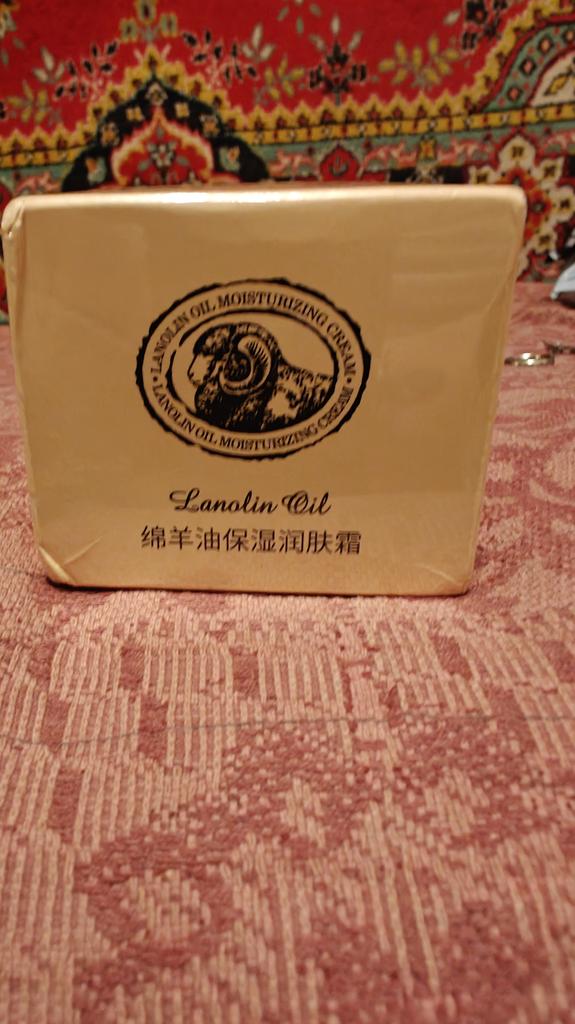 LANOLIN OIL MOISTURIZING CREAM
LANOLIN OIL MOISTURIZING CREAM
Lanolin Oil
绵羊油保湿润肤霜